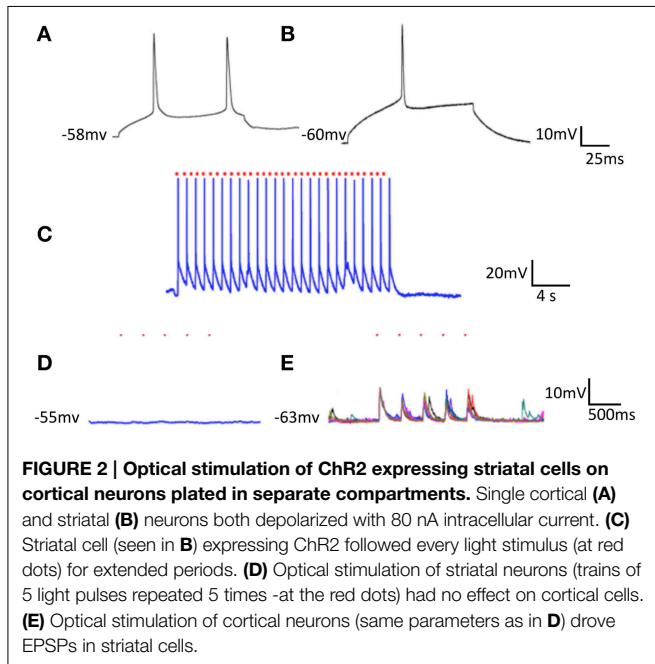 A
B
-58mv
-60mv
10mV
25ms
C
20mV
4 s
D
E
-55mv
-63mv
10mV
500ms
FIGURE 2 | Optical stimulation of ChR2 expressing striatal cells on
cortical neurons plated in separate compartments. Single cortical (A)
and striatal (B) neurons both depolarized with 80 nA intracellular current. (C)
Striatal cell (seen in B) expressing ChR2 followed every light stimulus (at red
dots) for extended periods. (D) Optical stimulation of striatal neurons (trains of
5 light pulses repeated 5 times -at the red dots) had no effect on cortical cells.
(E) Optical stimulation of cortical neurons (same parameters as in D) drove
EPSPs in striatal cells.